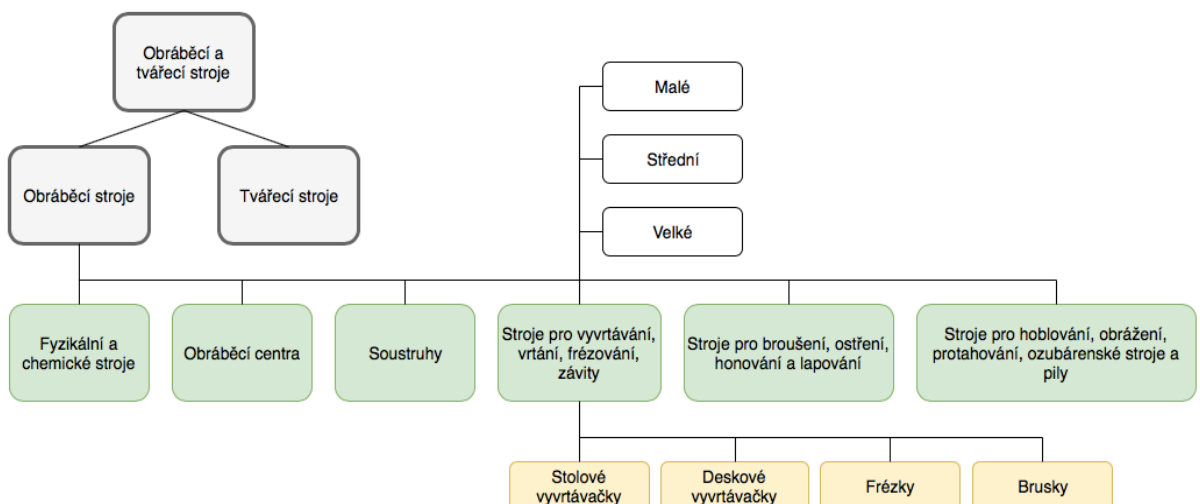 Obráběcí a
tvářecí stroje
Malé
Střední
Obráběcí stroje
Tvářecí stroje
Velké
Fyzikální a
chemické stroje
Obráběcí centra
Soustruhy
Stroje pro vyvrtávání,
vrtání, frézování,
závity
Stroje pro broušení, ostření,
honování a lapování
Stroje pro hoblování, obrážení,
protahování, ozubárenské stroje a
pily
Stolové
vyvrtávačky
Deskové
vyvrtávačky
Frézky
Brusky